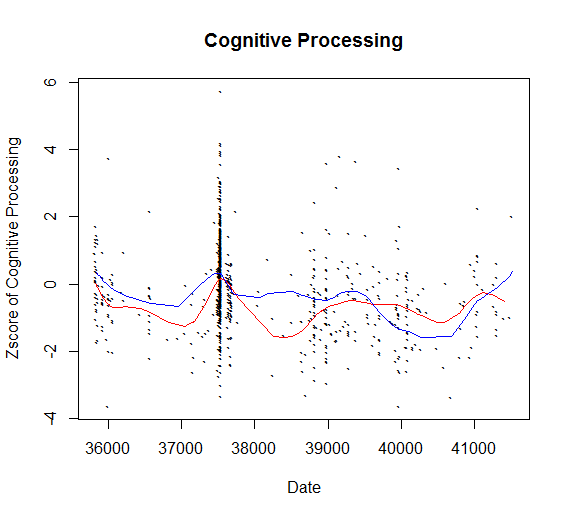 Cognitive Processing
Zscore of Cognitive Processing
6
4
2
0
-2
-4
36000 37000 38000 39000 40000 41000
Date